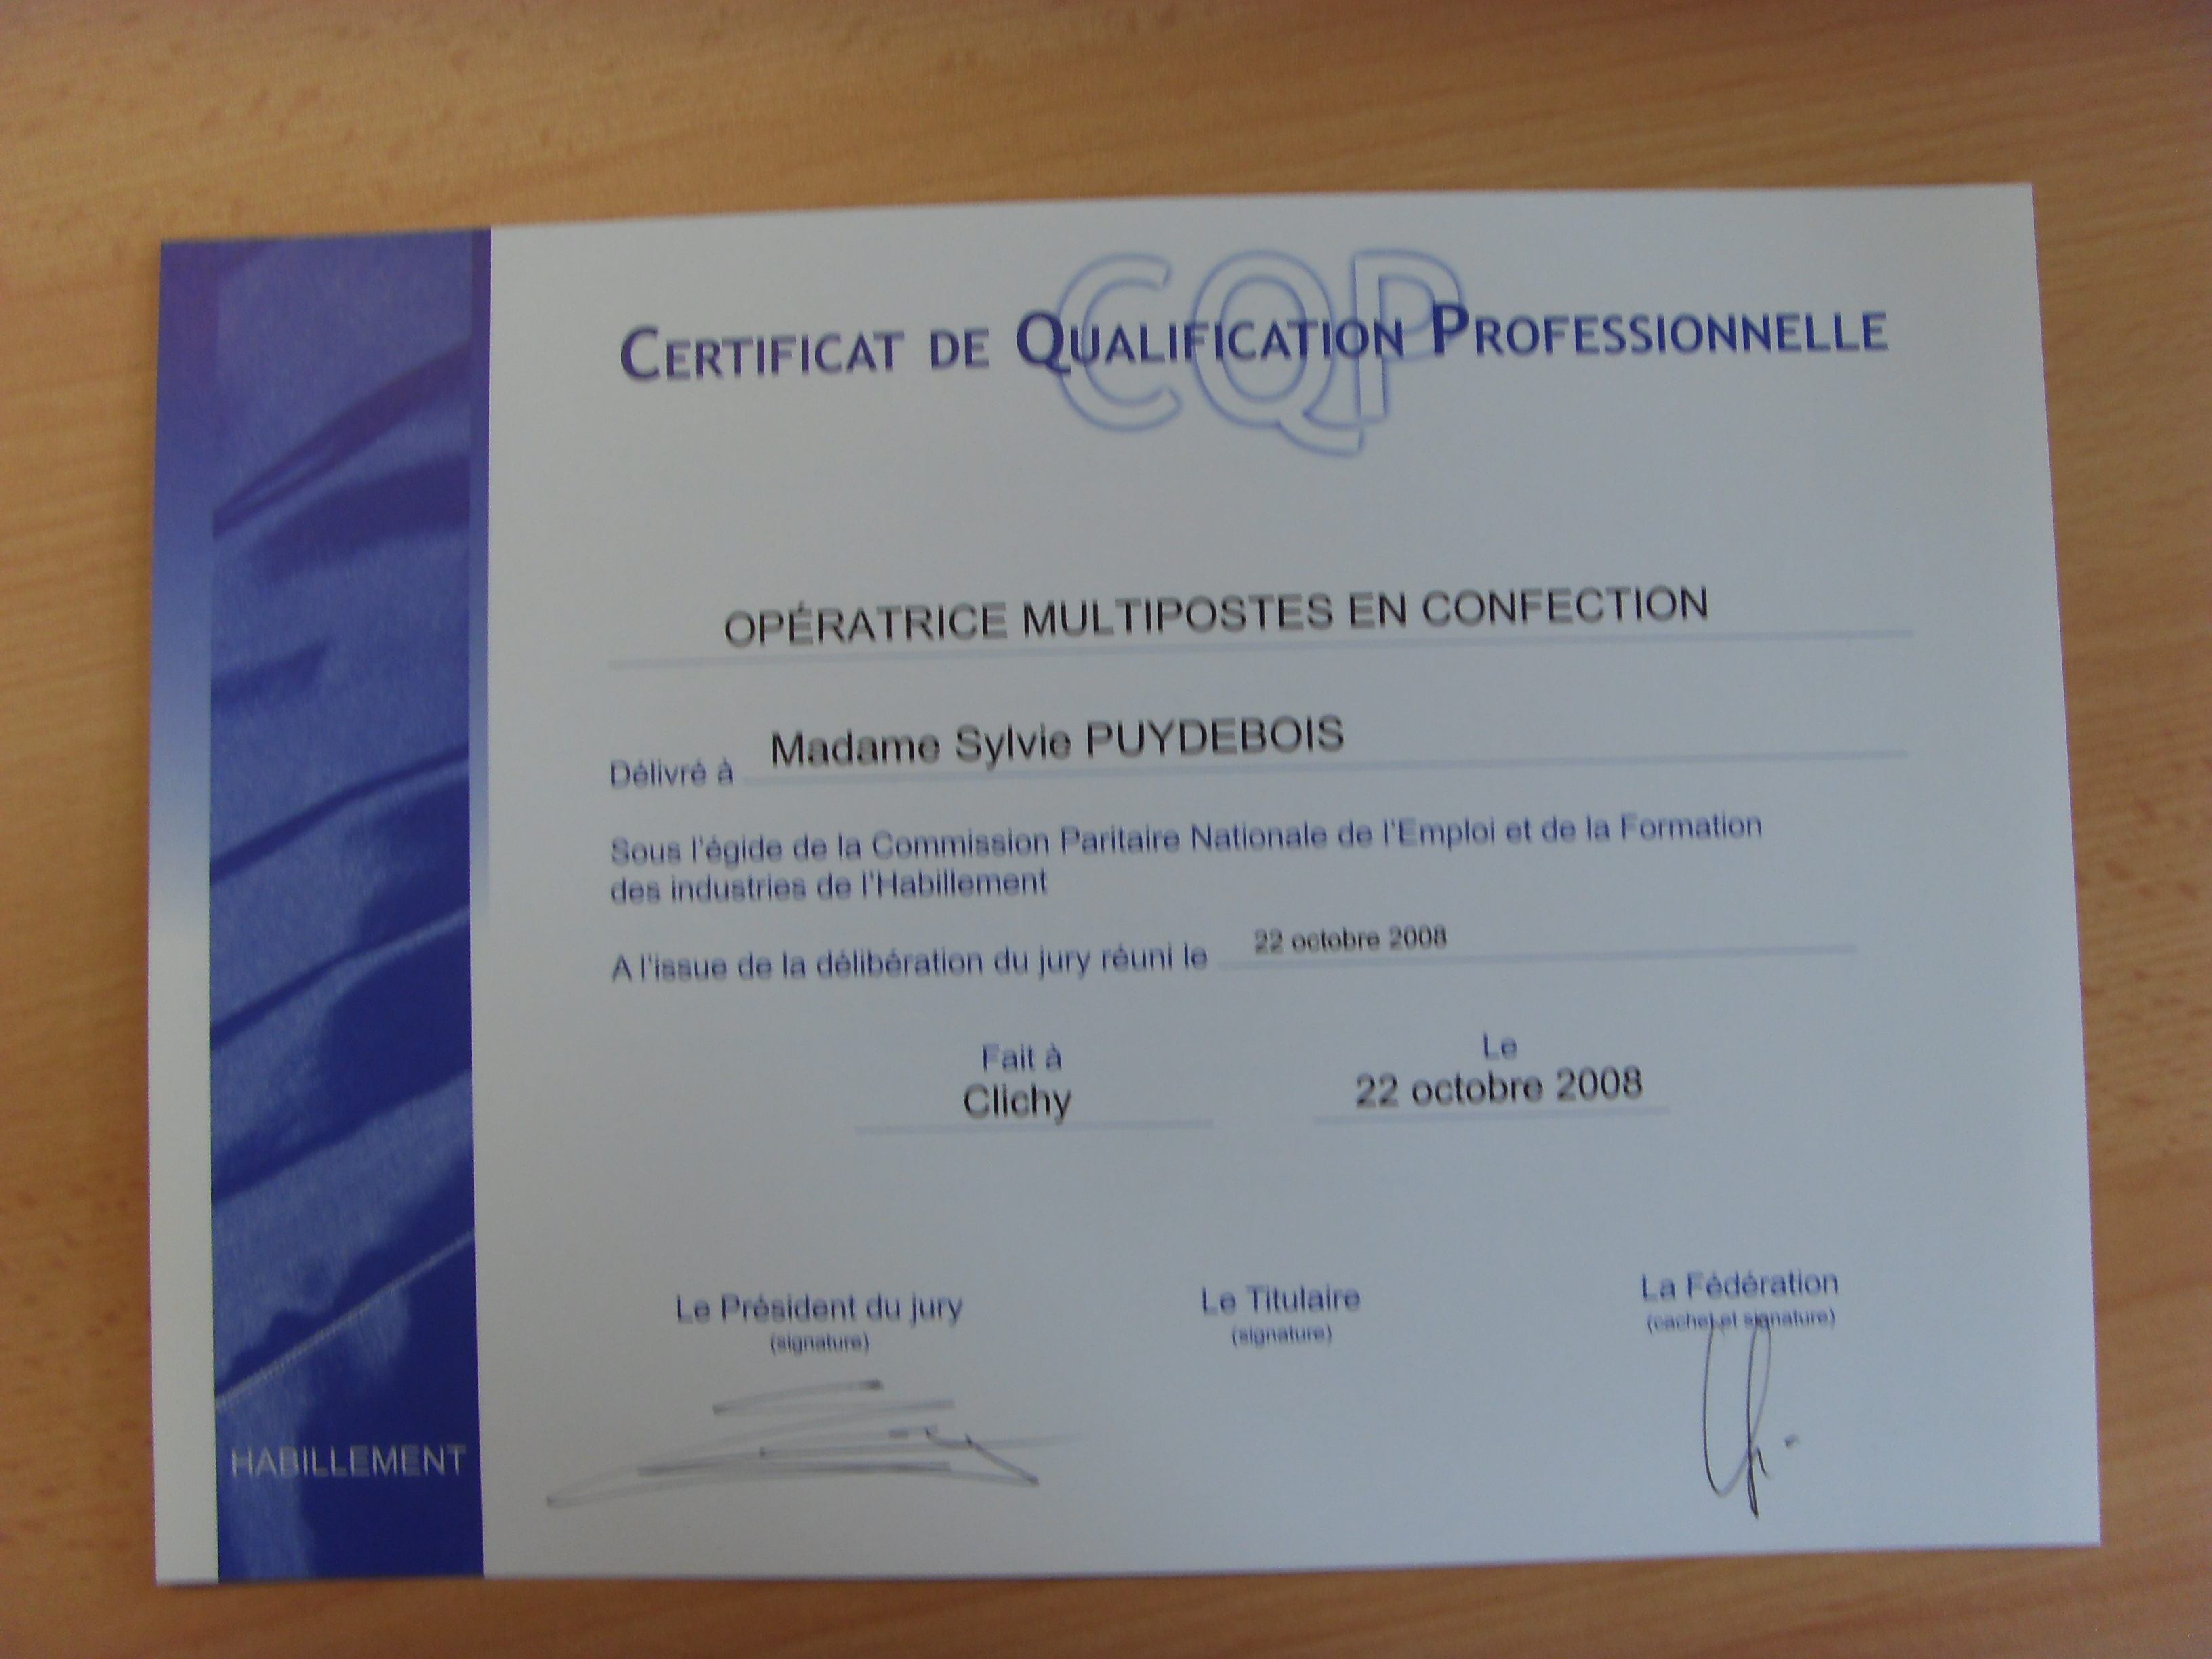 CQP
CERTIFICAT DE QUALIFICATION PROFESSIONNELLE
OPÉRATRICE MULTIPOSTES EN CONFECTION
Délivré à Madame Sylvie PUYDEBOIS
Sous l'égide de la Commission Paritaire Nationale de l'Emploi et de la Formation
des industries de l'Habillement
A l'issue de la délibération du jury réuni le 22 octobre 2008
Fait à Le
Clichy 22 octobre 2008
Le Président du jury Le Titulaire La Fédération
(signature) (signature) (cachet et signature)
HABILLEMENT